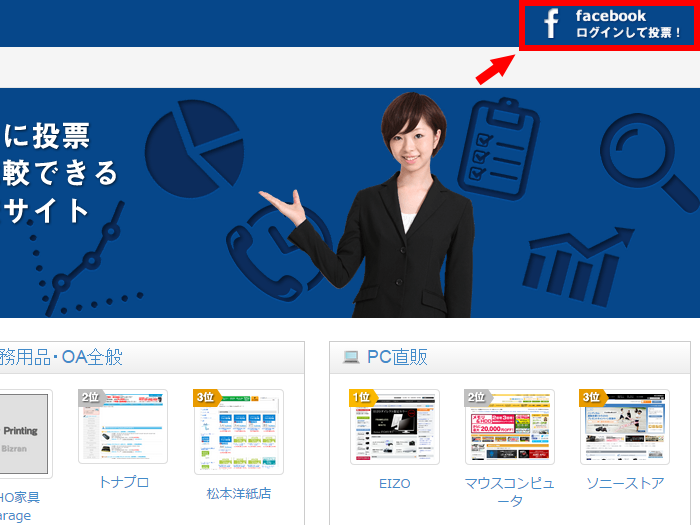 facebook
ログインして投票！
に投票
較できる
サイト
務用品・OA全般
PC直販
2位
3位
1位
2位
3位
Printing
Bizren
HO家具
arage
トナプロ
松本洋紙店
EIZO
マウスコンピュ
ータ
ソニーストア
20,000